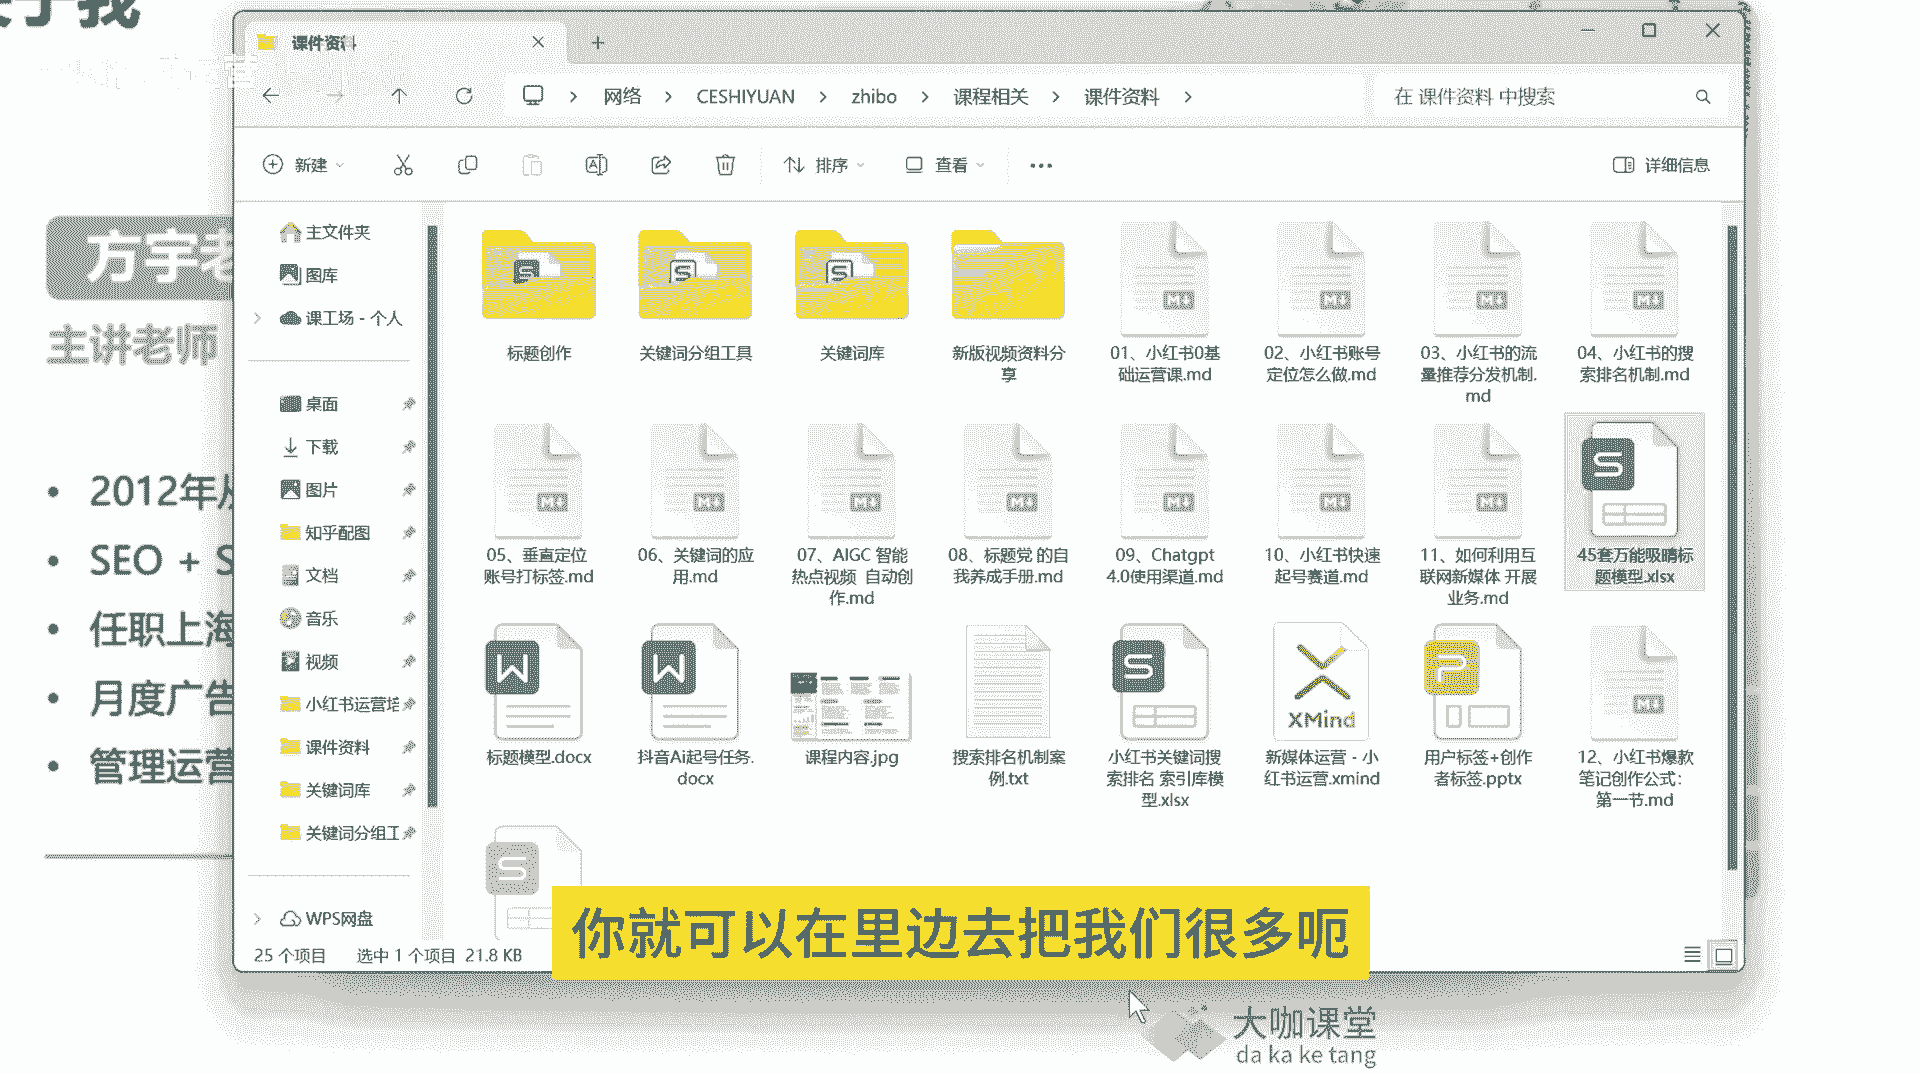 课件资料
网络 CESHIYUAN zhibo 课程相关 课件资料
在 课件资料 中搜索
新建
排序
查看
详细信息
方宇老
主讲老师
2012年从
SEO + S
任职上海
月度广告
管理运营
主文件夹
图库
课工场 - 个人
桌面
下载
图片
知乎配图
文档
音乐
视频
小红书运营培
课件资料
关键词库
关键词分组工
WPS网盘
标题创作
关键词分组工具
关键词库
新版视频资料分
享
01、小红书0基
础运营课.md
02、小红书账号
定位怎么做.md
03、小红书的流
量推荐分发机制.
md
04、小红书的搜
索排名机制.md
05、垂直定位
账号打标签.md
06、关键词的应
用.md
07、AIGC 智能
热点视频 自动创
作.md
08、标题党 的自
我养成手册.md
09、Chatgpt
4.0使用渠道.md
10、小红书快速
起号赛道.md
11、如何利用互
联网新媒体 开展
业务.md
45套万能吸睛标
题模型.xlsx
标题模型.docx
抖音Ai起号任务.
docx
课程内容.jpg
搜索排名机制案
例.txt
小红书关键词搜
索排名 索引库模
型.xlsx
XMind
新媒体运营 - 小
红书运营.xmind
用户标签+创作
者标签.pptx
12、小红书爆款
笔记创作公式：
第一节.md
25 个项目 选中 1 个项目 21.8 KB
你就可以在里边去把我们很多呃
大咖课堂
da ka ke tang